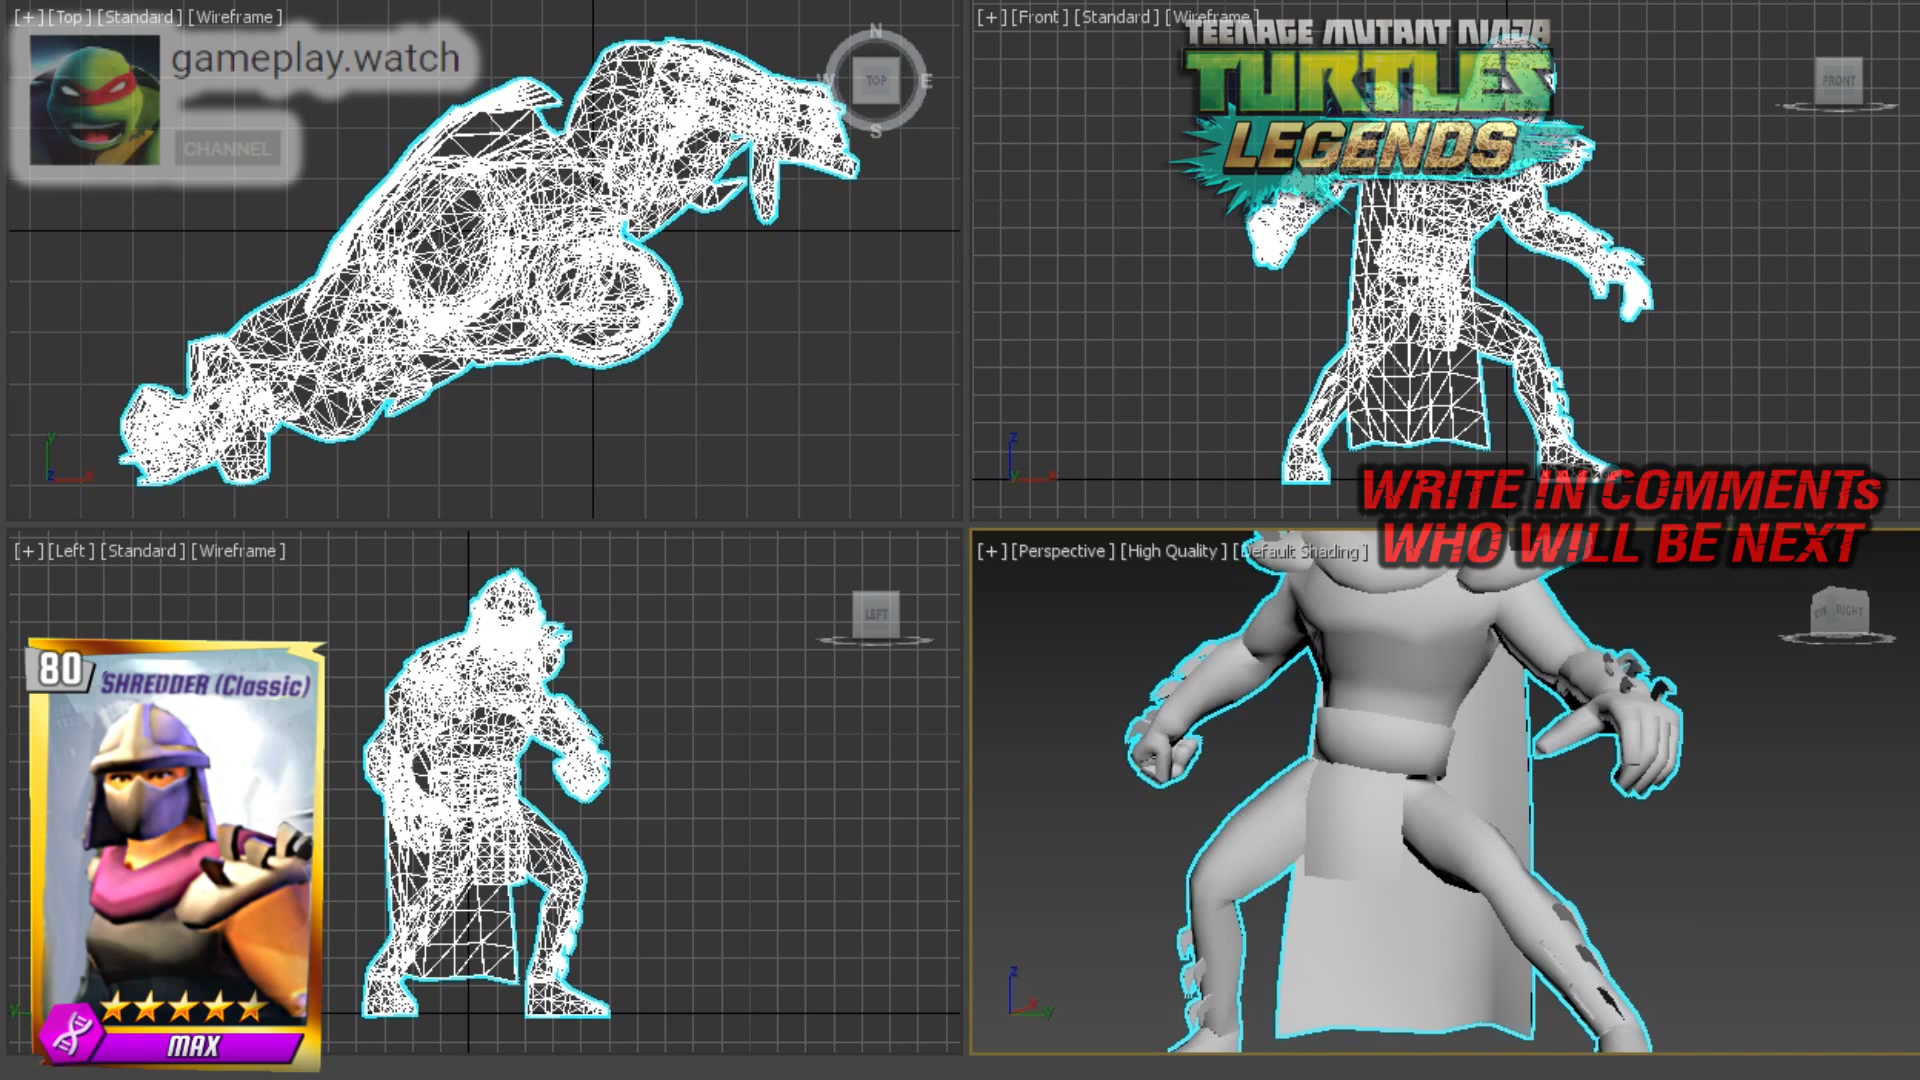 [+] [Top] [Standard] [Wireframe]
gameplay.watch
CHANNEL
N
W
TOP
E
S
[+] [Front] [Standard] [Wireframe]
TEENAGE MUTANT NINJA
TURTLES
LEGENDS
FRONT
y
z
x
z
y
x
WRITE IN COMMENTs
WHO WILL BE NEXT
[+] [Left] [Standard] [Wireframe]
LEFT
[+] [Perspective] [High Quality] [Default Shading]
RIGHT
80
SHREDDER (Classic)
MAX
y
z
x
y